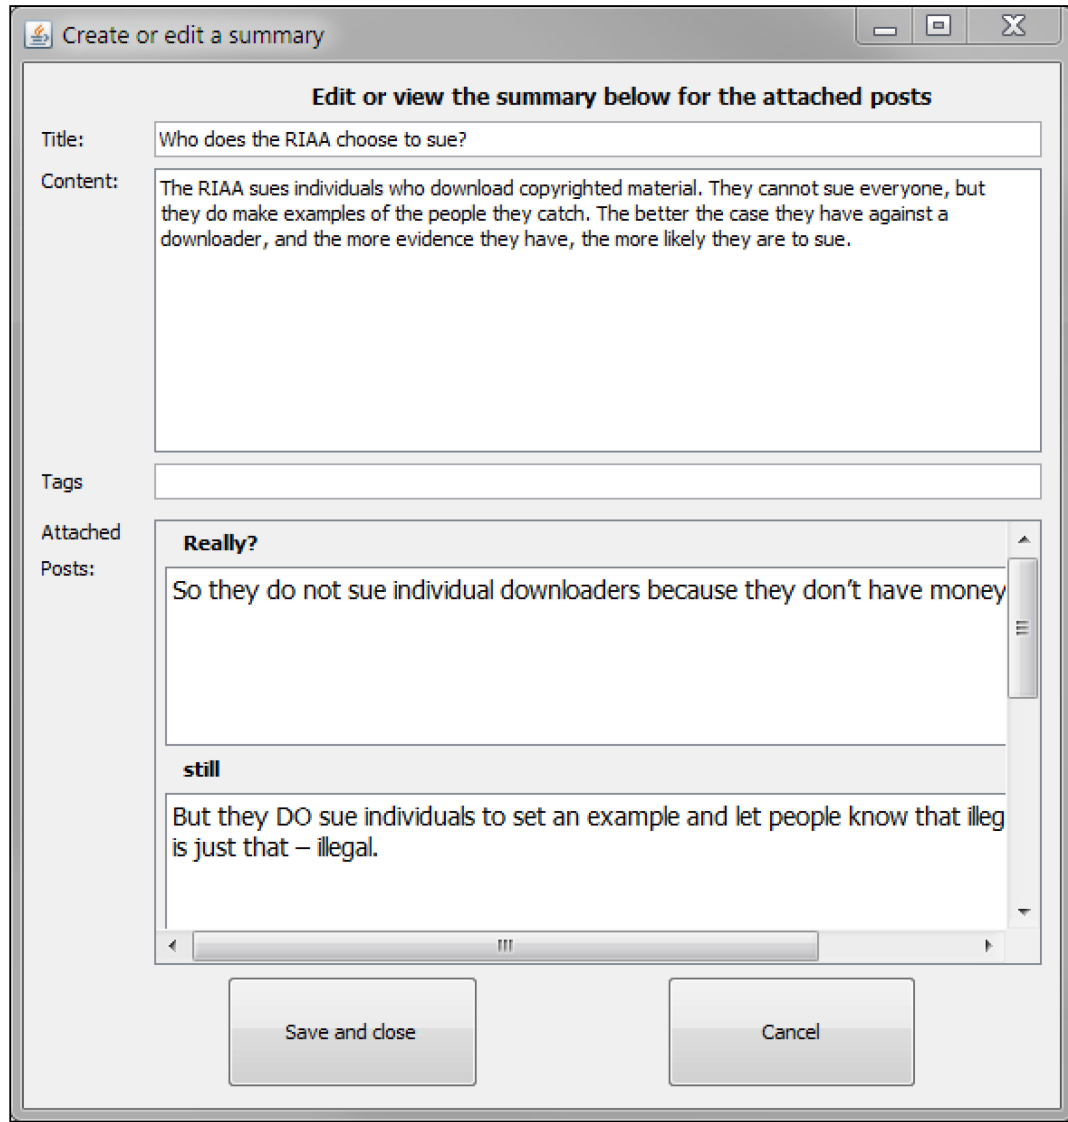 Create or edit a summary
Edit or view the summary below for the attached posts
Title:
Who does the RIAA choose to sue?
Content:
The RIAA sues individuals who download copyrighted material. They cannot sue everyone, but
they do make examples of the people they catch. The better the case they have against a
downloader, and the more evidence they have, the more likely they are to sue.
Tags
Attached
Posts:
Really?
So they do not sue individual downloaders because they don't have money
still
But they DO sue individuals to set an example and let people know that illeg
is just that – illegal.
Save and close
Cancel